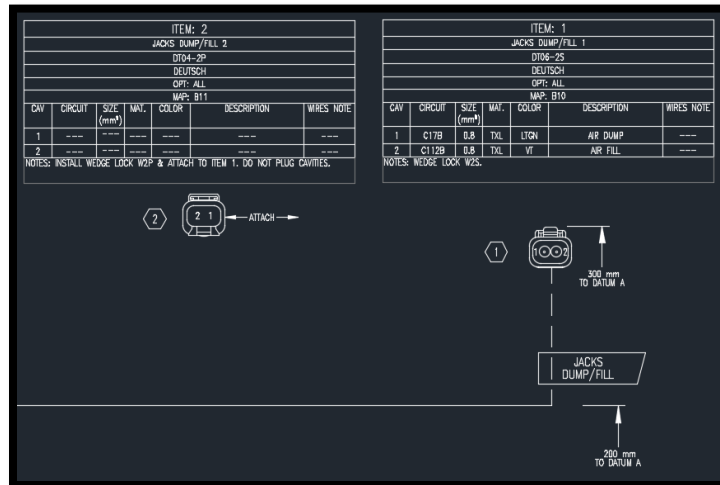 ITEM: 2
JACKS DUMP/FILL 2
DT04-2P
DEUTSCH
OPT: ALL
MAP: B11
CAV CIRCUIT SIZE (mm²) MAT. COLOR DESCRIPTION WIRES NOTE
1 --- --- --- --- --- ---
2 --- --- --- --- --- ---
NOTES: INSTALL WEDGE LOCK W2P & ATTACH TO ITEM 1. DO NOT PLUG CAVITIES.
ITEM: 1
JACKS DUMP/FILL 1
DT06-2S
DEUTSCH
OPT: ALL
MAP: B10
CAV CIRCUIT SIZE (mm²) MAT. COLOR DESCRIPTION WIRES NOTE
1 C17B 0.8 TXL LTGN AIR DUMP ---
2 C112B 0.8 TXL VT AIR FILL ---
NOTES: WEDGE LOCK W2S.
2
2 1
ATTACH
1
1 2
300 mm
TO DATUM A
JACKS
DUMP/FILL
200 mm
TO DATUM A